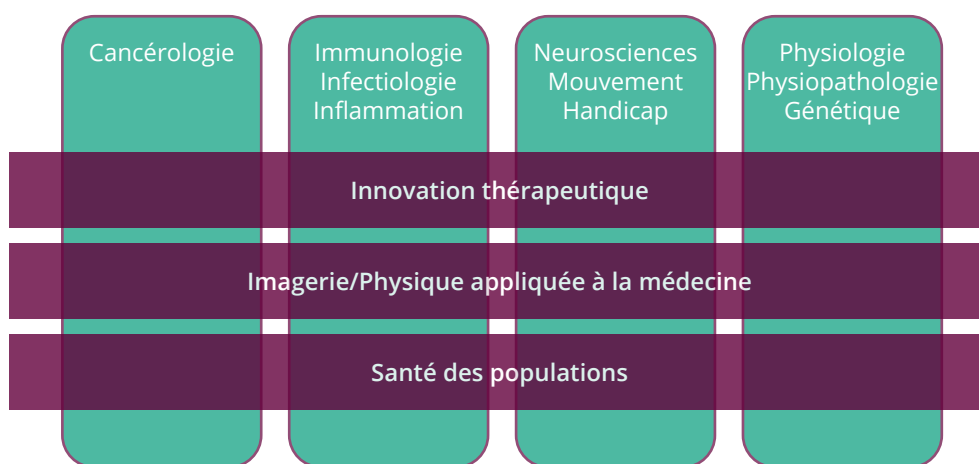 Cancérologie
Immunologie
Infectiologie
Inflammation
Neurosciences
Mouvement
Handicap
Physiologie
Physiopathologie
Génétique
Innovation thérapeutique
Imagerie/Physique appliquée à la médecine
Santé des populations